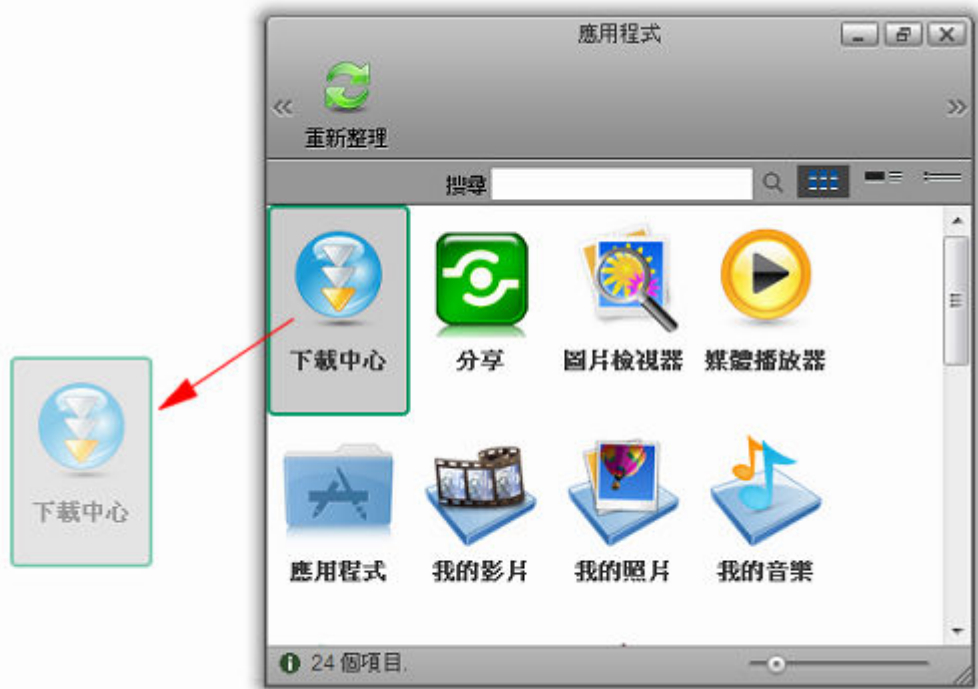 應用程式
重新整理
搜尋
下載中心
分享
圖片檢視器
媒體播放器
下載中心
應用程式
我的影片
我的照片
我的音樂
24 個項目.